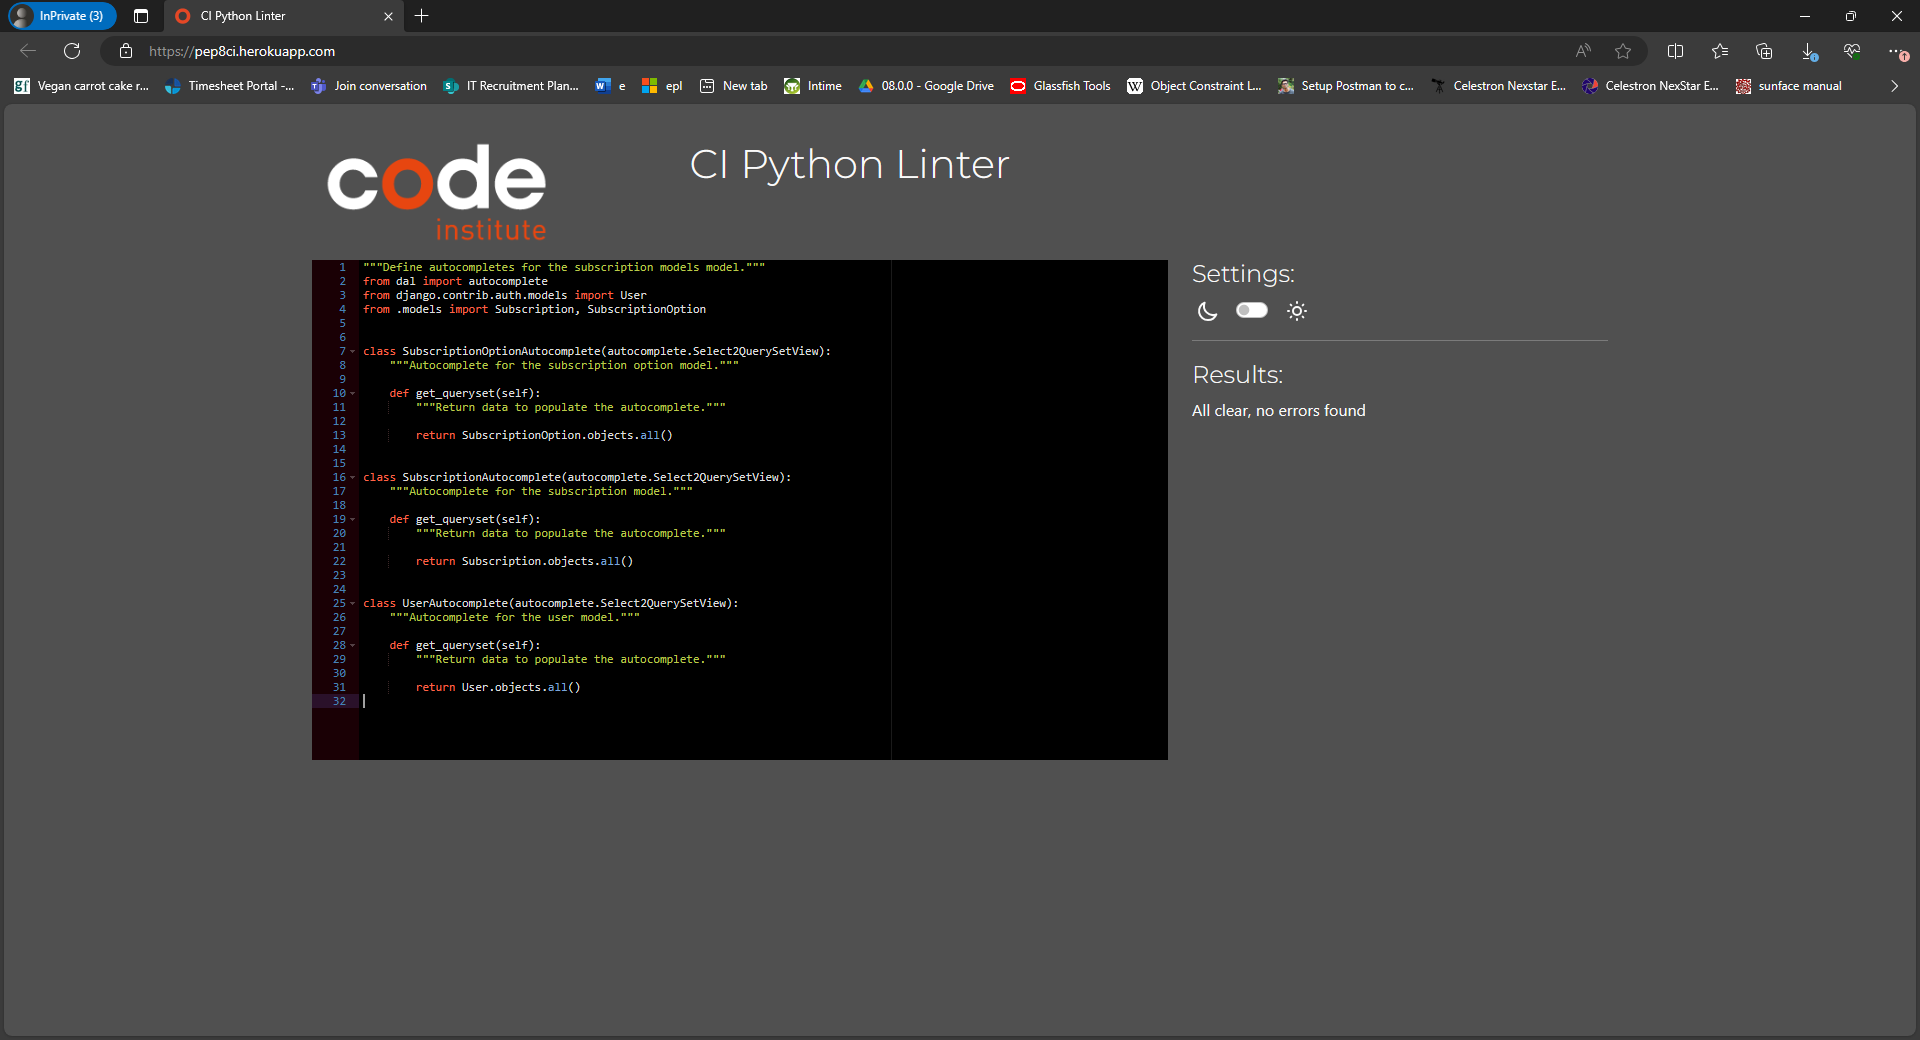 InPrivate (3)
CI Python Linter
https://pep8ci.herokuapp.com
Vegan carrot cake r...
Timesheet Portal -...
Join conversation
IT Recruitment Plan...
e
epl
New tab
Intime
08.0.0 - Google Drive
Glassfish Tools
Object Constraint L...
Setup Postman to c...
Celestron Nexstar E...
Celestron NexStar E...
sunface manual
code
institute
CI Python Linter
1 """Define autocompletes for the subscription models model."""
2 from dal import autocomplete
3 from django.contrib.auth.models import User
4 from .models import Subscription, SubscriptionOption
5
6
7 class SubscriptionOptionAutocomplete(autocomplete.Select2QuerySetView):
8     """Autocomplete for the subscription option model."""
9
10     def get_queryset(self):
11         """Return data to populate the autocomplete."""
12
13         return SubscriptionOption.objects.all()
14
15
16 class SubscriptionAutocomplete(autocomplete.Select2QuerySetView):
17     """Autocomplete for the subscription model."""
18
19     def get_queryset(self):
20         """Return data to populate the autocomplete."""
21
22         return Subscription.objects.all()
23
24
25 class UserAutocomplete(autocomplete.Select2QuerySetView):
26     """Autocomplete for the user model."""
27
28     def get_queryset(self):
29         """Return data to populate the autocomplete."""
30
31         return User.objects.all()
32
Settings:
Results:
All clear, no errors found